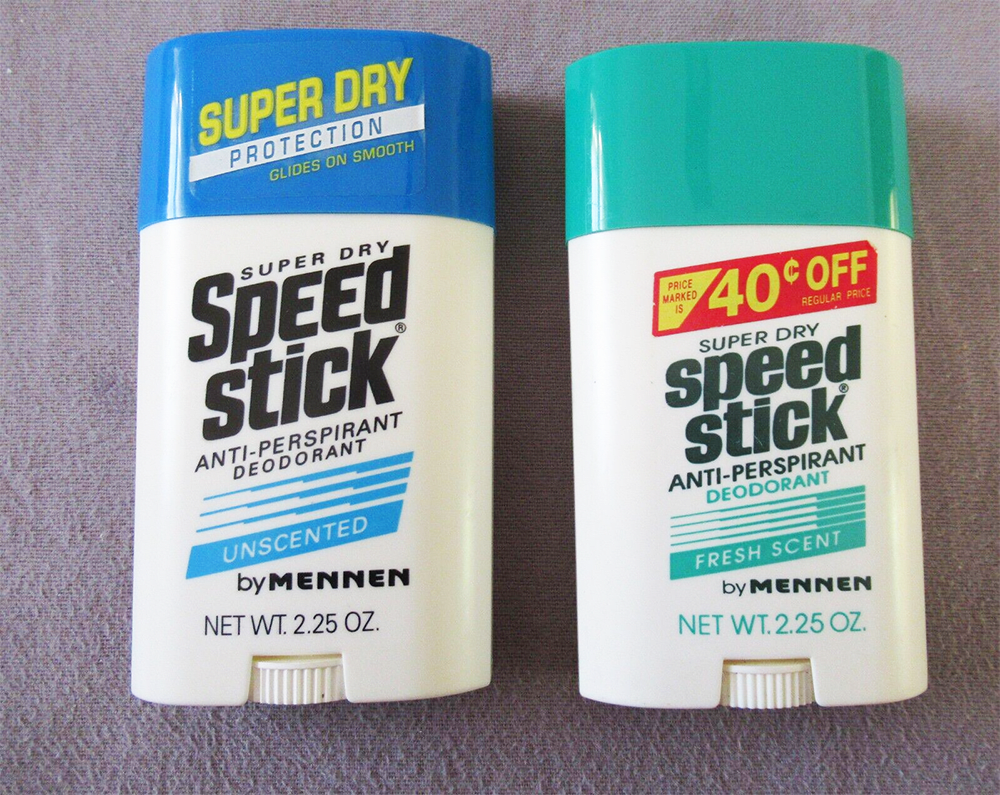 SUPER DRY
PROTECTION
GLIDES ON SMOOTH
SUPER DRY
SpEEd
stick®
ANTI-PERSPIRANT
DEODORANT
UNSCENTED
by MENNEN
NET WT. 2.25 OZ.
PRICE
MARKED
IS
40¢ OFF
REGULAR PRICE
SUPER DRY
speed
stick®
ANTI-PERSPIRANT
DEODORANT
FRESH SCENT
by MENNEN
NET WT. 2.25 OZ.